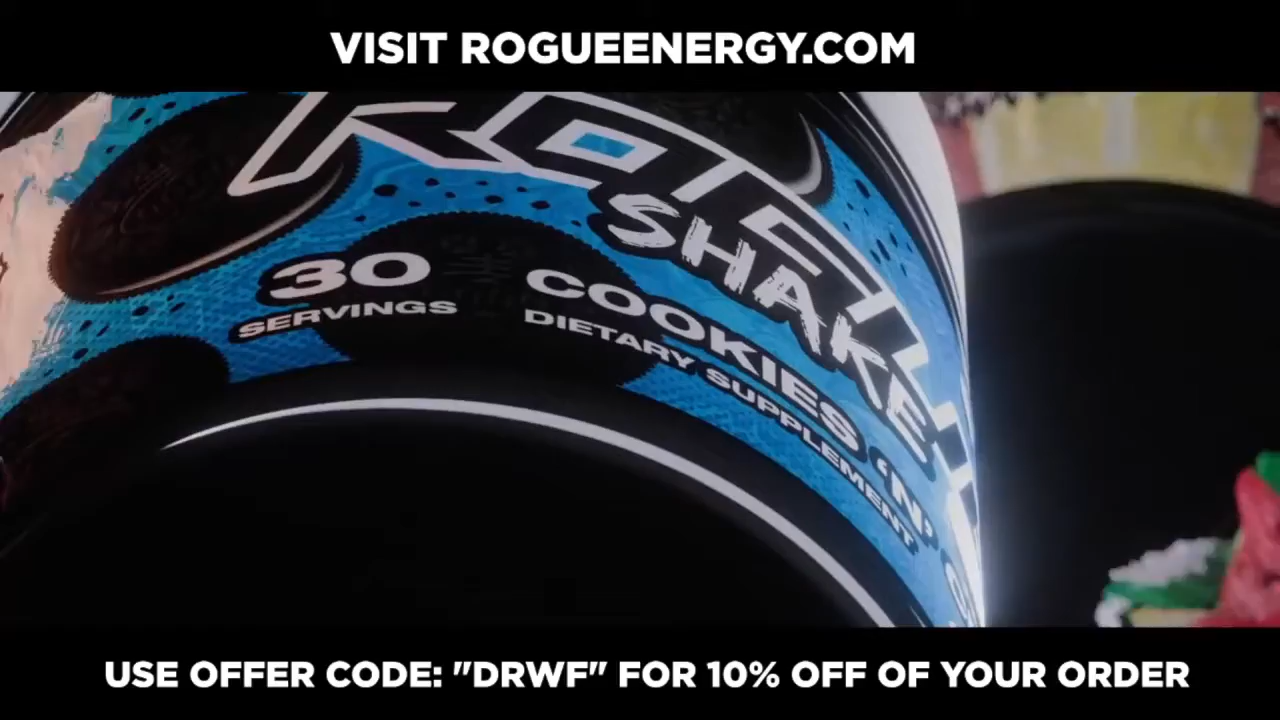 VISIT ROGUEENERGY.COM
SHAKE
30
SERVINGS
COOKIES 'N'
DIETARY SUPPLEMENT
USE OFFER CODE: "DRWF" FOR 10% OFF OF YOUR ORDER